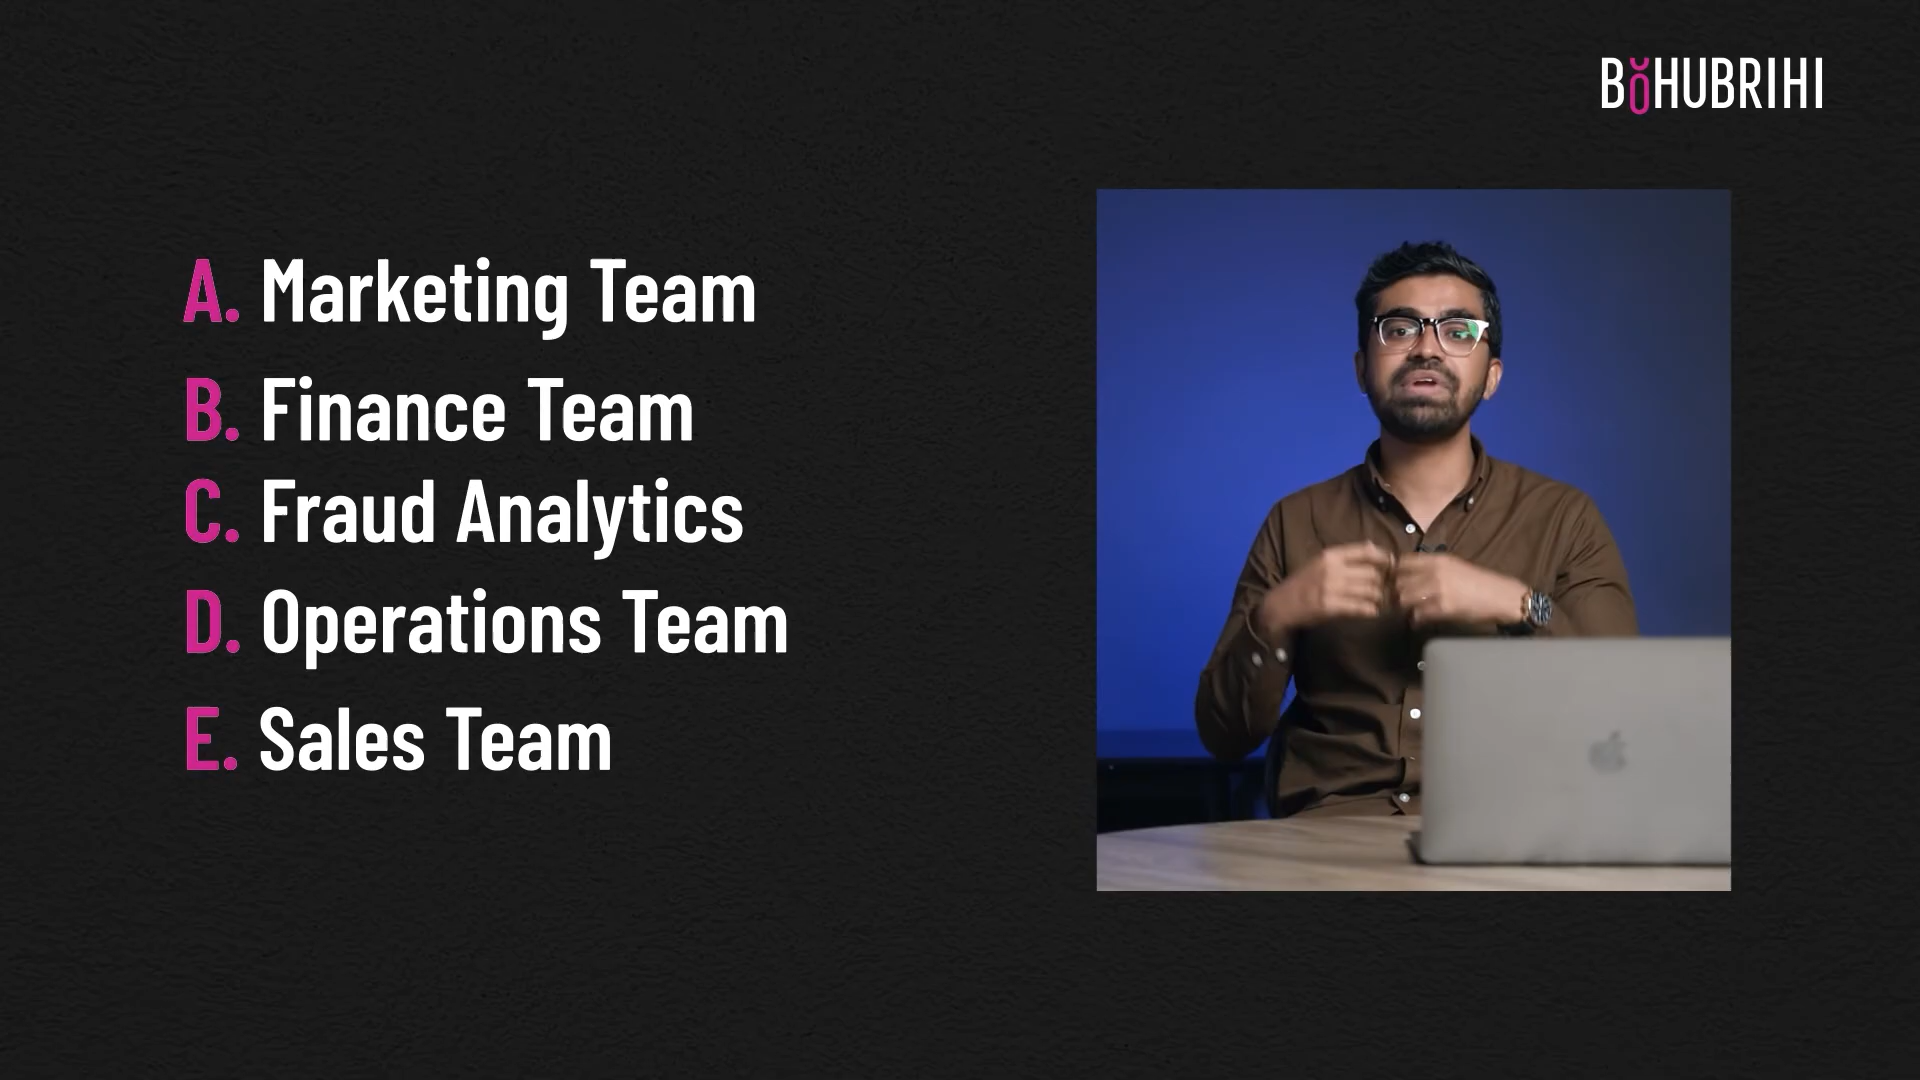 BOHUBRIHI
A. Marketing Team
B. Finance Team
C. Fraud Analytics
D. Operations Team
E. Sales Team